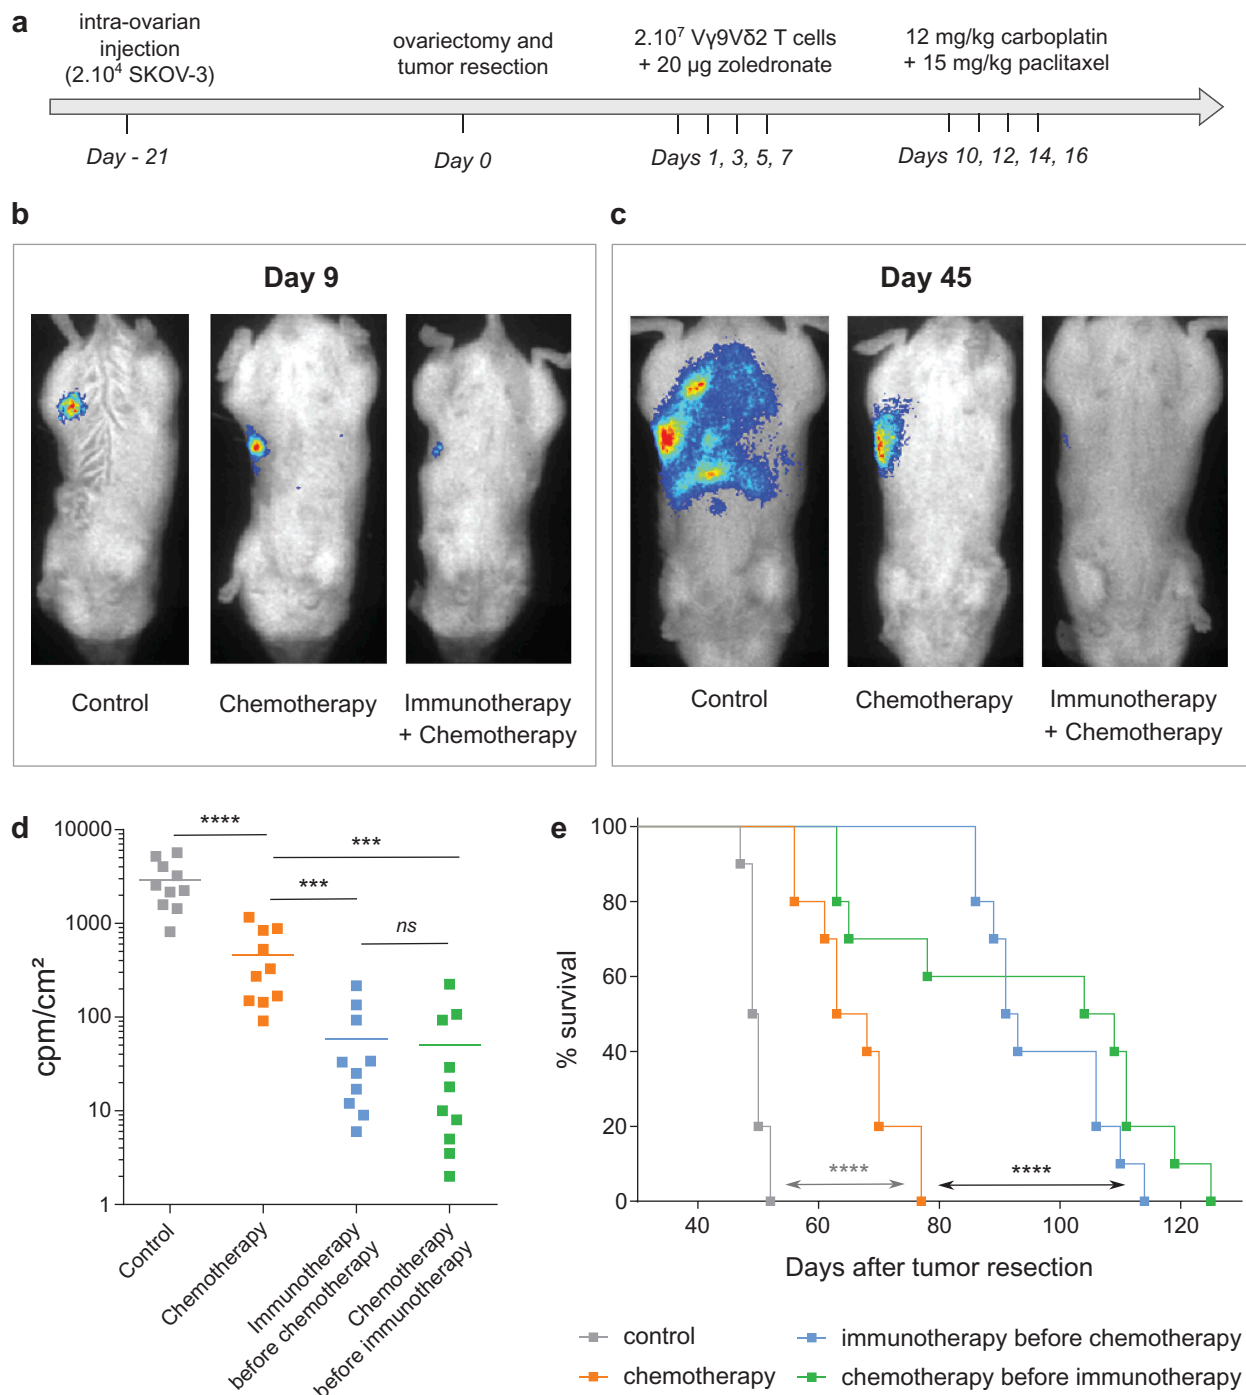 a
intra-ovarian
injection
(2.10⁴ SKOV-3)
ovariectomy and
tumor resection
2.10⁷ Vγ9Vδ2 T cells
+ 20 µg zoledronate
12 mg/kg carboplatin
+ 15 mg/kg paclitaxel
Day - 21
Day 0
Days 1, 3, 5, 7
Days 10, 12, 14, 16
b
Day 9
Control
Chemotherapy
Immunotherapy
+ Chemotherapy
c
Day 45
Control
Chemotherapy
Immunotherapy
+ Chemotherapy
d
cpm/cm²
10000
1000
100
10
1
****
***
***
ns
Control
Chemotherapy
Immunotherapy
before chemotherapy
Chemotherapy
before immunotherapy
e
% survival
100
80
60
40
20
0
****
****
40
60
80
100
120
Days after tumor resection
control
immunotherapy before chemotherapy
chemotherapy
chemotherapy before immunotherapy